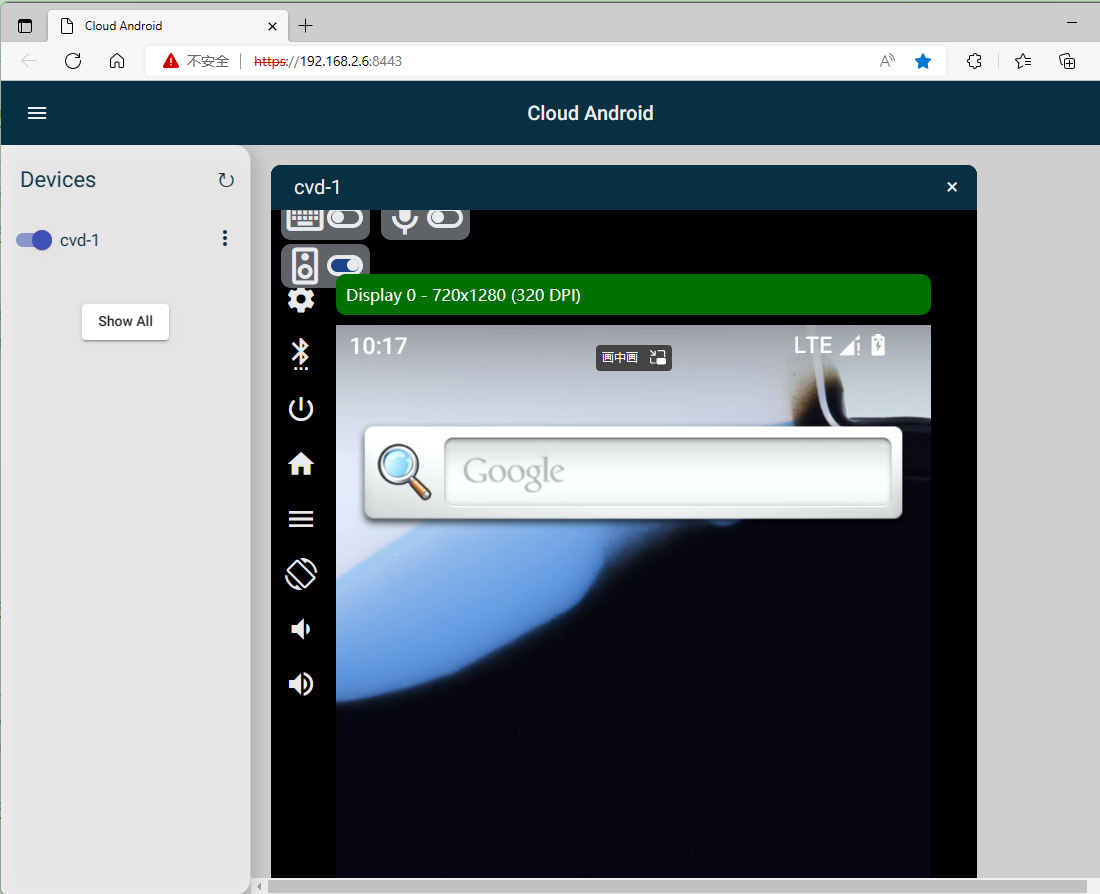 Cloud Android
不安全
https://192.168.2.6:8443
Cloud Android
Devices
cvd-1
Show All
cvd-1
Display 0 - 720x1280 (320 DPI)
10:17
画中画
LTE
Google